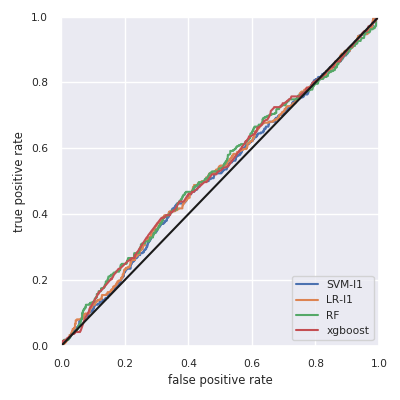 1.0
0.8
0.6
0.4
0.2
0.0
true positive rate
0.0 0.2 0.4 0.6 0.8 1.0
false positive rate
SVM-l1
LR-l1
RF
xgboost